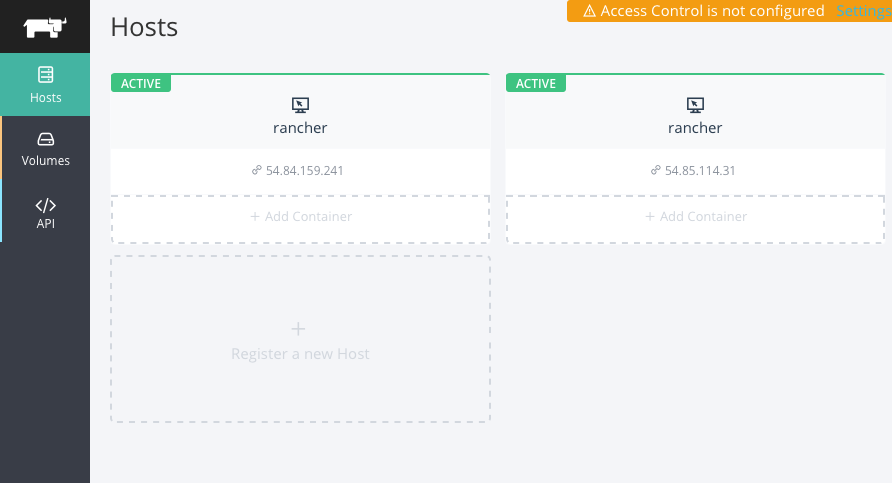 Hosts
Access Control is not configured Settings
Hosts
Volumes
API
ACTIVE
rancher
54.84.159.241
+ Add Container
ACTIVE
rancher
54.85.114.31
+ Add Container
+
Register a new Host